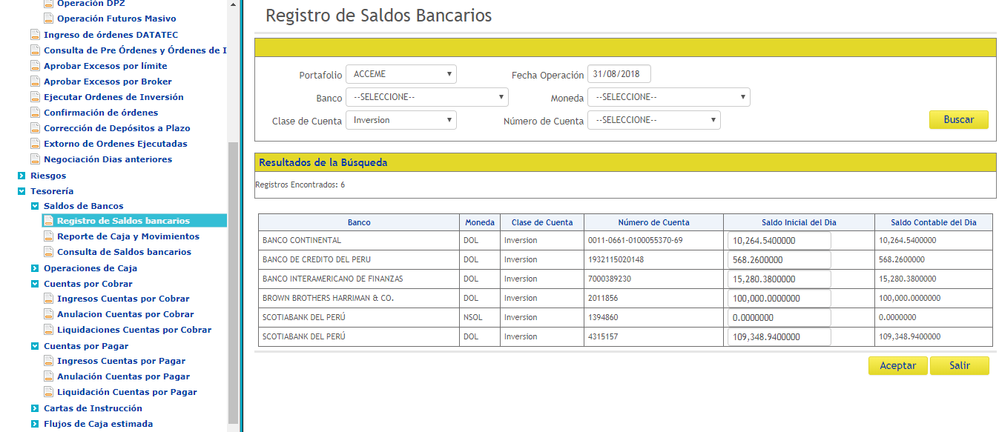 Operación DPZ
Operación Futuros Masivo
Ingreso de órdenes DATATEC
Consulta de Pre Órdenes y Órdenes de I
Aprobar Excesos por límite
Aprobar Excesos por Broker
Ejecutar Ordenes de Inversión
Confirmación de órdenes
Corrección de Depósitos a Plazo
Extorno de Ordenes Ejecutadas
Negociación Dias anteriores
Riesgos
Tesorería
Saldos de Bancos
Registro de Saldos bancarios
Reporte de Caja y Movimientos
Consulta de Saldos bancarios
Operaciones de Caja
Cuentas por Cobrar
Ingresos Cuentas por Cobrar
Anulacion Cuentas por Cobrar
Liquidaciones Cuentas por Cobrar
Cuentas por Pagar
Ingresos Cuentas por Pagar
Anulación Cuentas por Pagar
Liquidación Cuentas por Pagar
Cartas de Instrucción
Flujos de Caja estimada
Registro de Saldos Bancarios
Portafolio ACCEME Fecha Operación 31/08/2018
Banco --SELECCIONE-- Moneda --SELECCIONE--
Clase de Cuenta Inversion Número de Cuenta --SELECCIONE-- Buscar
Resultados de la Búsqueda
Registros Encontrados: 6
Banco Moneda Clase de Cuenta Número de Cuenta Saldo Inicial del Dia Saldo Contable del Dia
BANCO CONTINENTAL DOL Inversion 0011-0661-0100055370-69 10,264.5400000 10,264.5400000
BANCO DE CREDITO DEL PERU DOL Inversion 1932115020148 568.2600000 568.2600000
BANCO INTERAMERICANO DE FINANZAS DOL Inversion 7000389230 15,280.3800000 15,280.3800000
BROWN BROTHERS HARRIMAN & CO. DOL Inversion 2011856 100,000.0000000 100,000.0000000
SCOTIABANK DEL PERÚ NSOL Inversion 1394860 0.0000000 0.0000000
SCOTIABANK DEL PERÚ DOL Inversion 4315157 109,348.9400000 109,348.9400000
Aceptar Salir